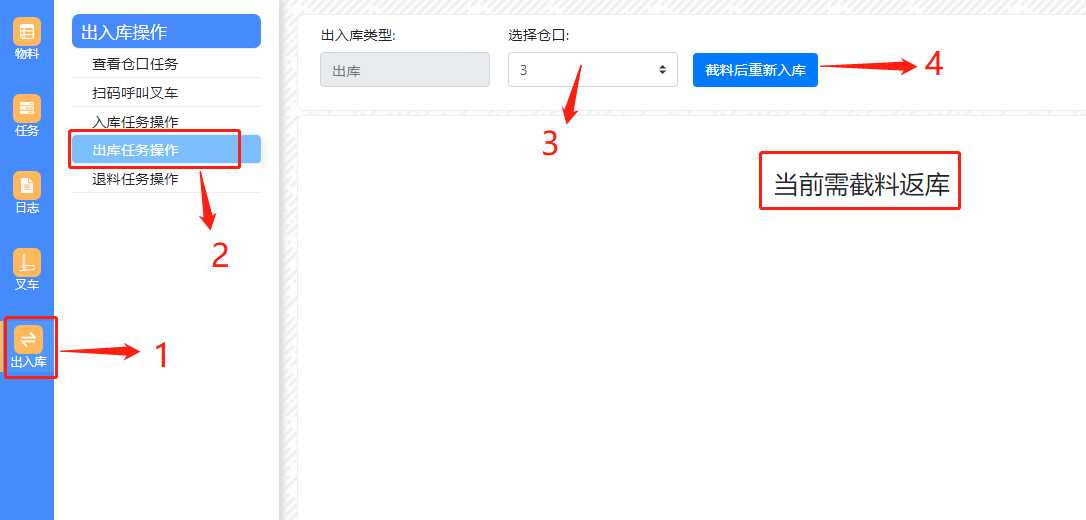 物料
任务
日志
叉车
出入库
1
出入库操作
查看仓口任务
扫码呼叫叉车
入库任务操作
出库任务操作
退料任务操作
2
出入库类型:
选择仓口:
出库
3
截料后重新入库
4
3
当前需截料返库